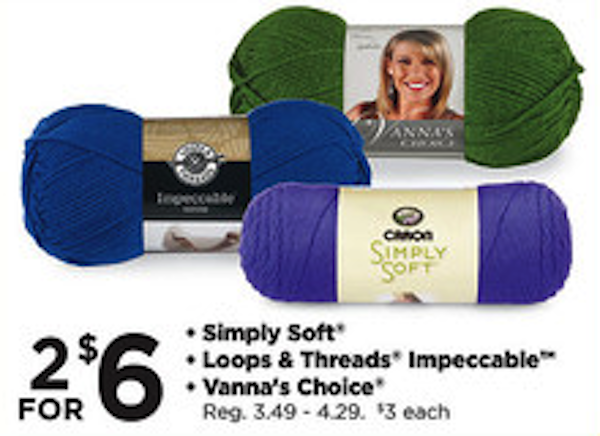 VANNA'S
CHOICE
Impeccable
CARON
SIMPLY
SOFT
2 FOR $6
• Simply Soft®
• Loops & Threads® Impeccable™
• Vanna's Choice®
Reg. 3.49 - 4.29. $3 each